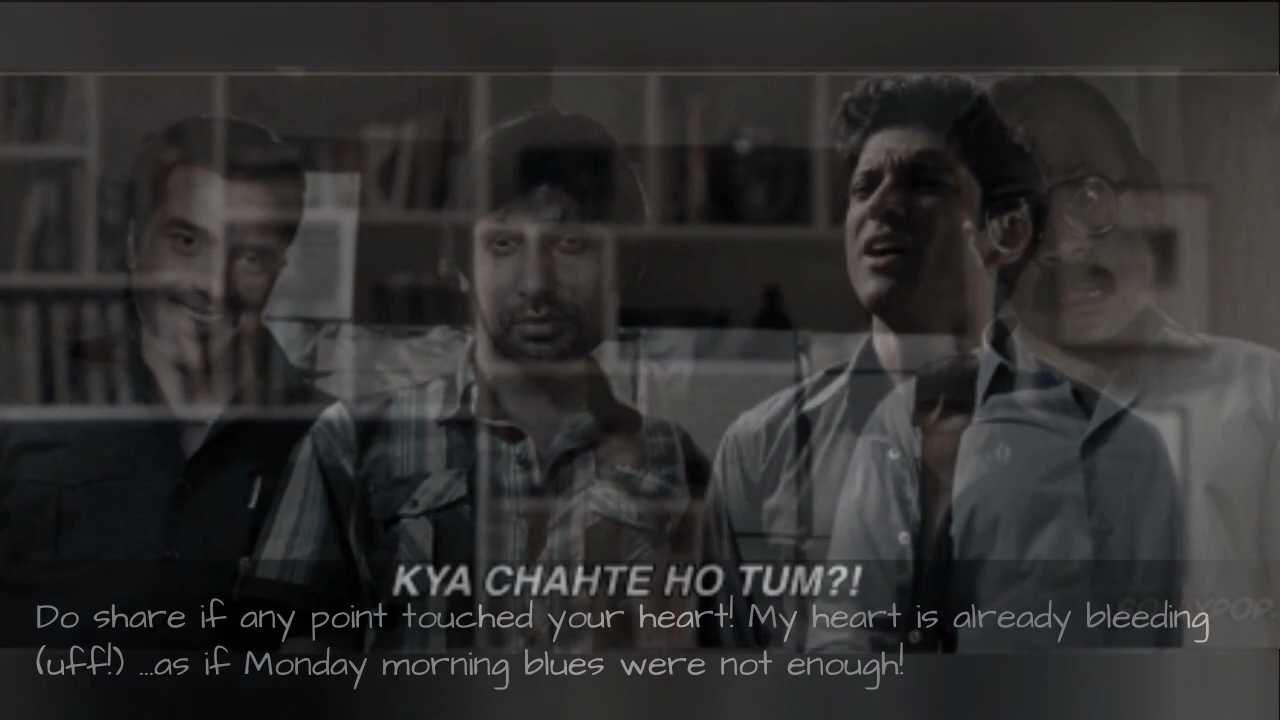 KYA CHAHTE HO TUM?!
Do share if any point touched your heart! My heart is already bleeding
(uff!) ...as if Monday morning blues were not enough!